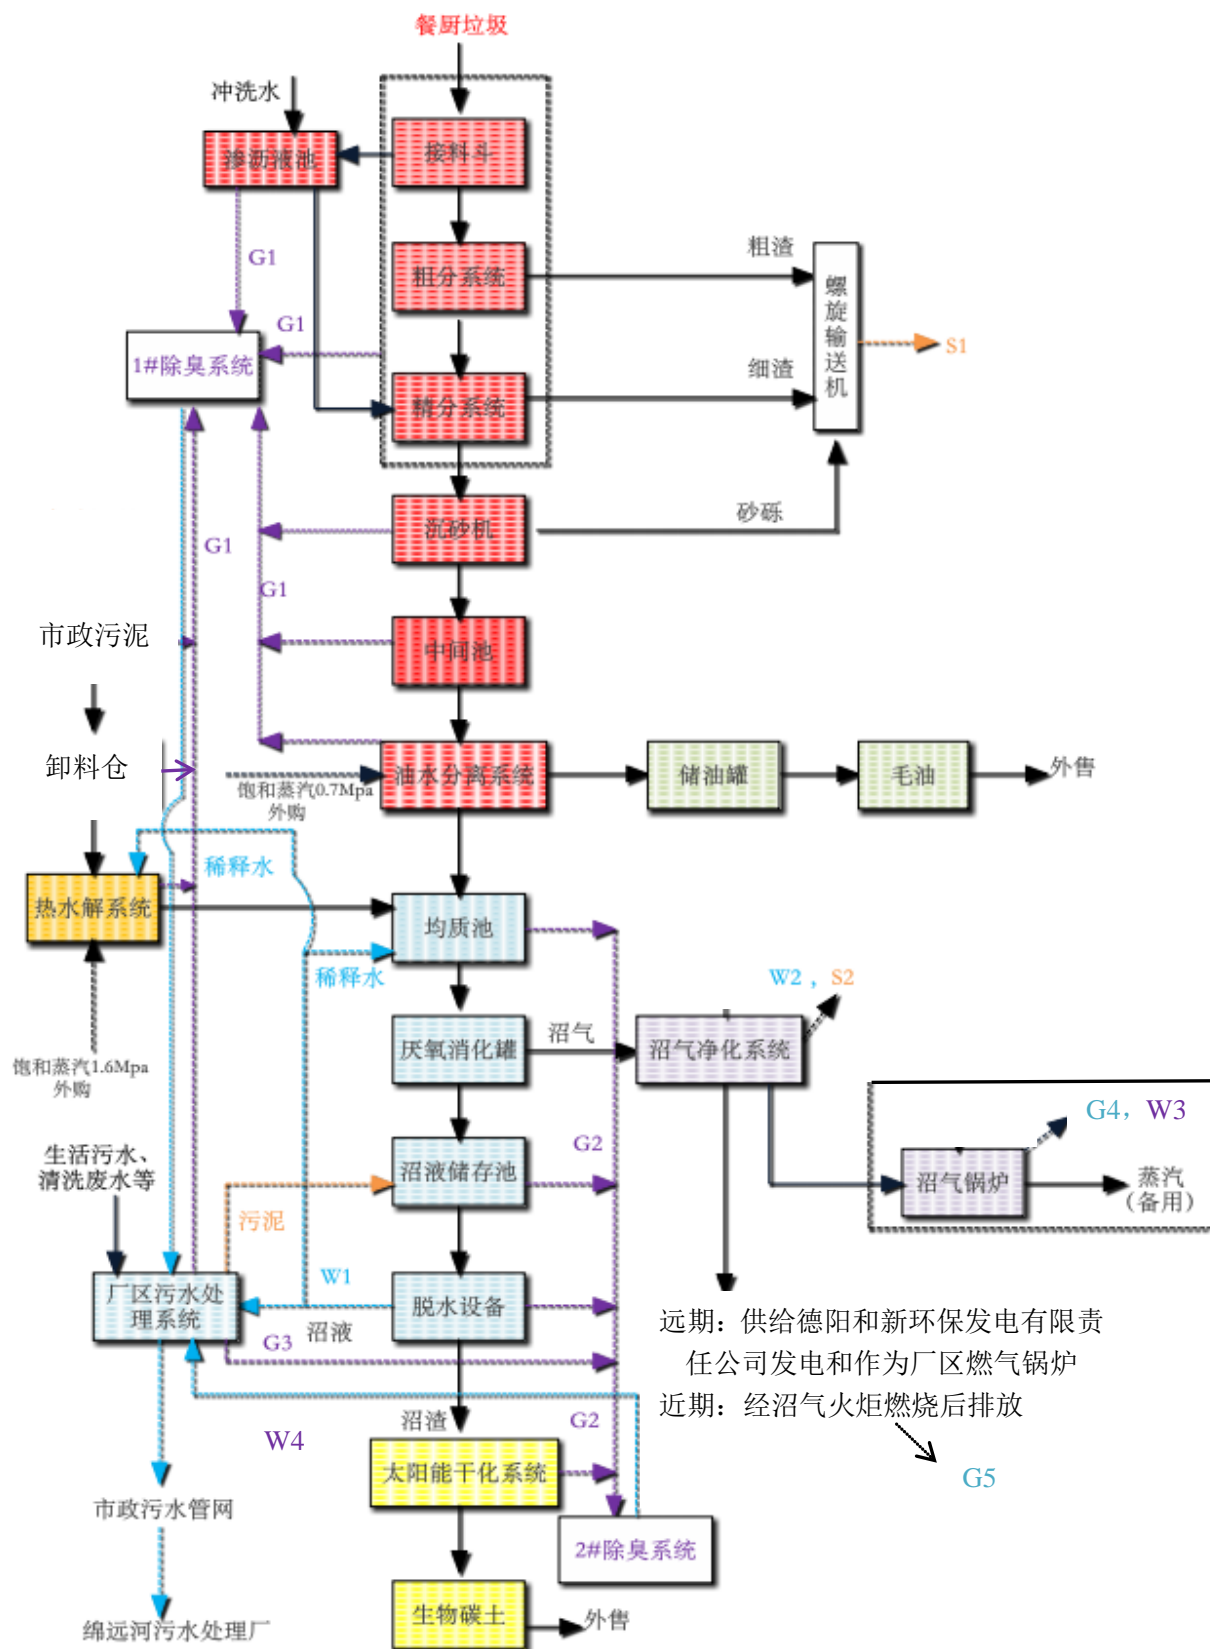 餐厨垃圾
冲洗水
渗沥液池
接料斗
G1
粗分系统
粗渣
螺旋输送机
G1
1#除臭系统
S1
细渣
精分系统
沉砂机
砂砾
G1
G1
市政污泥
中间池
卸料仓
油水分离系统
储油罐
毛油
外售
饱和蒸汽0.7Mpa
外购
稀释水
热水解系统
均质池
稀释水
W2，S2
沼气
厌氧消化罐
沼气净化系统
饱和蒸汽1.6Mpa
外购
G4，W3
生活污水、
清洗废水等
G2
沼液储存池
沼气锅炉
蒸汽
（备用）
污泥
W1
厂区污水处
理系统
脱水设备
沼液
G3
远期：供给德阳和新环保发电有限责
任公司发电和作为厂区燃气锅炉
近期：经沼气火炬燃烧后排放
沼渣
G2
W4
太阳能干化系统
G5
市政污水管网
2#除臭系统
生物碳土
外售
绵远河污水处理厂